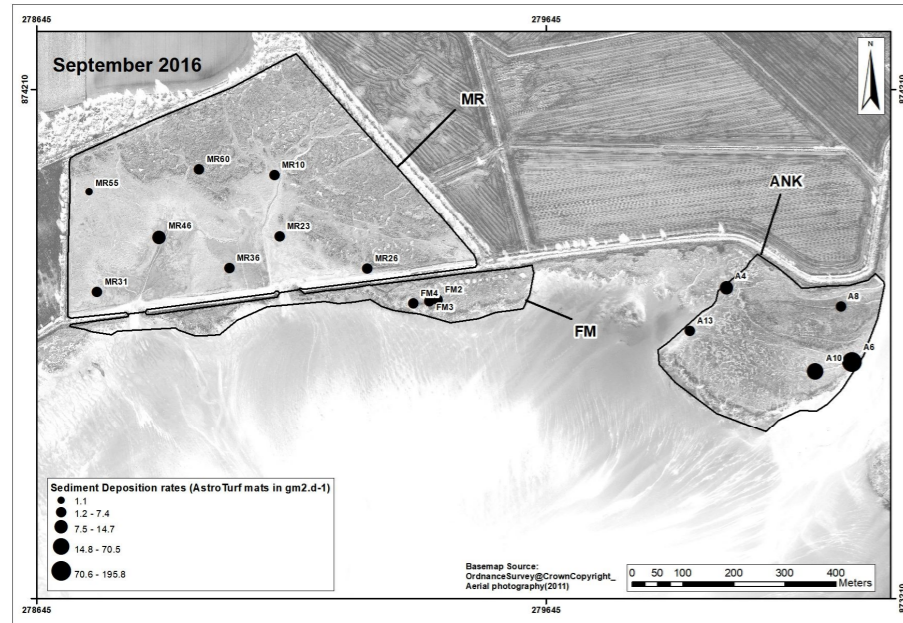 278645
279645
September 2016
N
874210
874210
MR
MR60
MR10
ANK
MR55
MR46
MR23
MR36
MR26
MR31
A4
A8
FM4
FM2
FM3
FM
A13
A6
A10
Sediment Deposition rates (AstroTurf mats in gm2.d-1)
1.1
1.2 - 7.4
7.5 - 14.7
14.8 - 70.5
70.6 - 195.8
Basemap Source:
OrdnanceSurvey@CrownCopyright_
Aerial photography(2011)
0 50 100 200 300 400
Meters
873210
873210
278645
279645